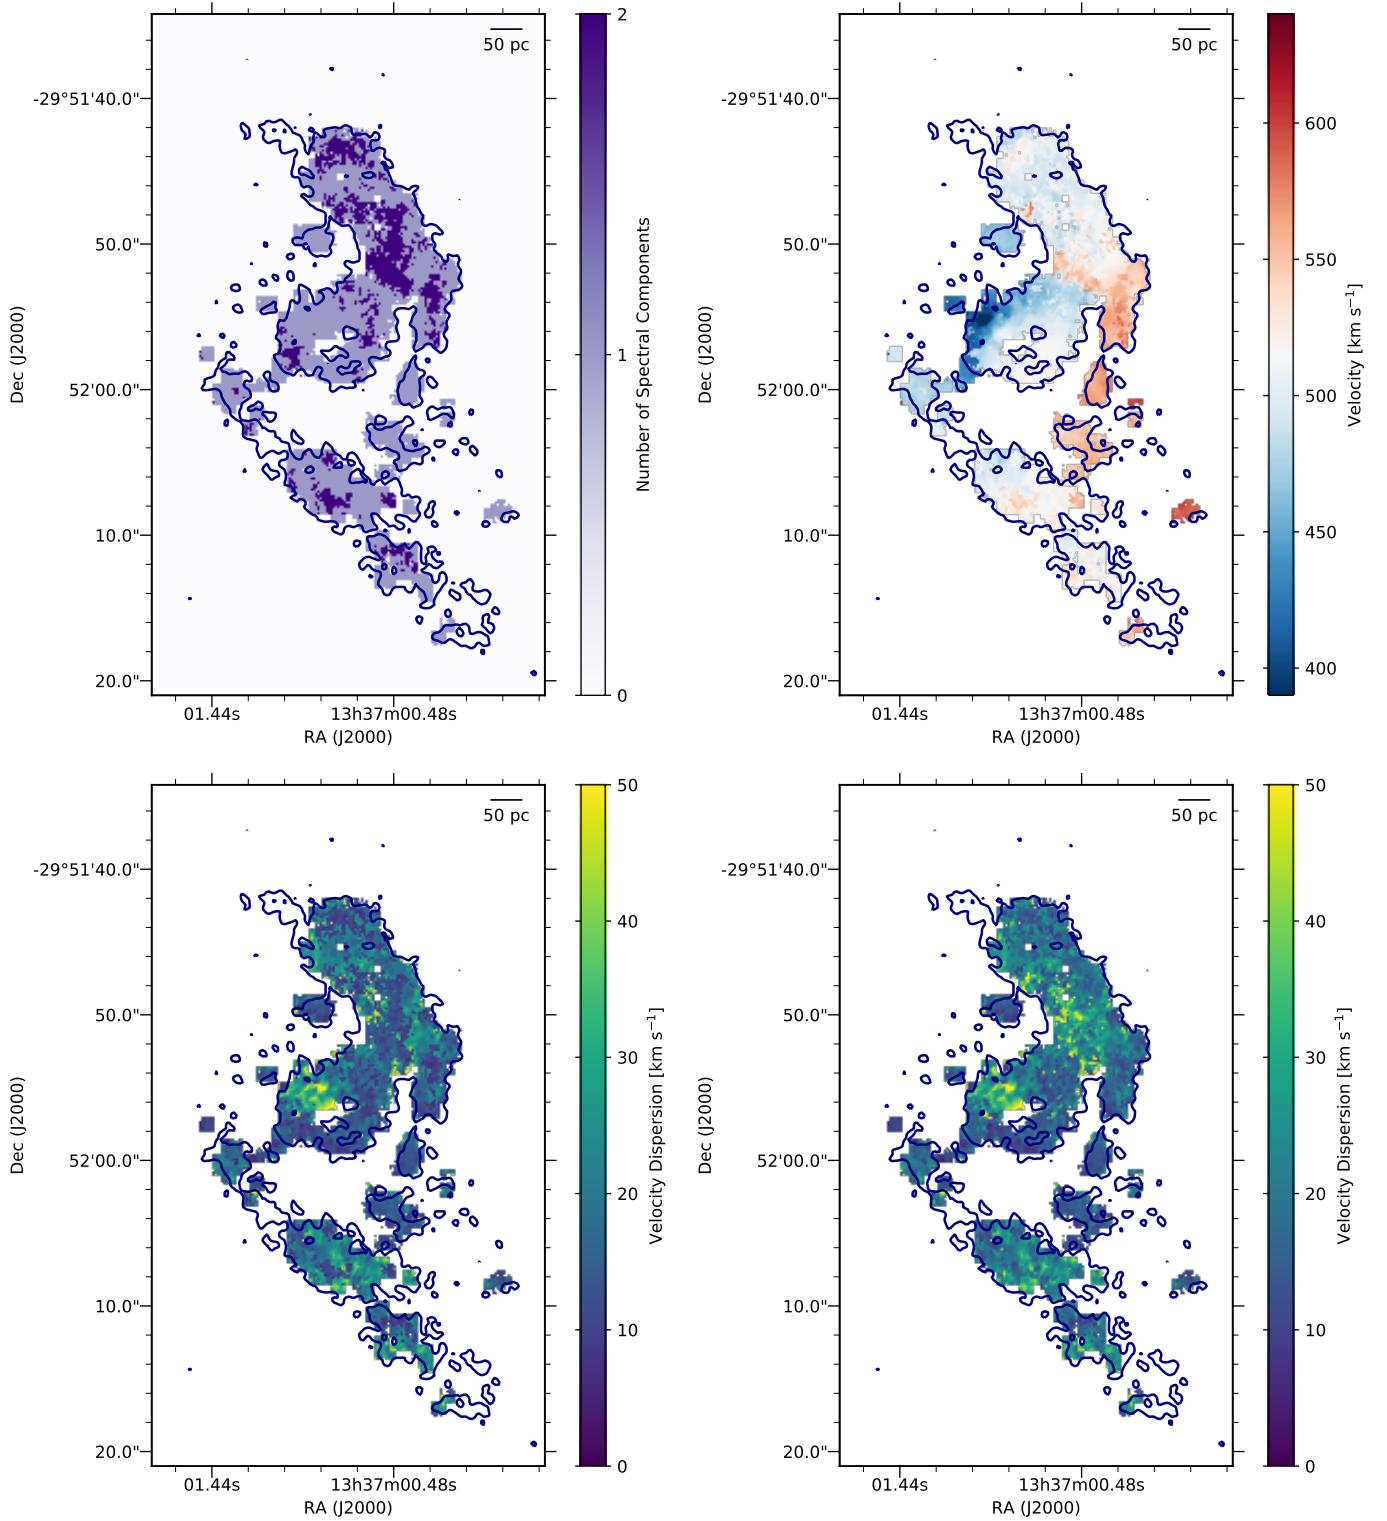 50 pc
-29°51'40.0"
50.0"
52'00.0"
10.0"
20.0"
Dec (J2000)
01.44s
13h37m00.48s
RA (J2000)
2
1
0
Number of Spectral Components
50 pc
-29°51'40.0"
50.0"
52'00.0"
10.0"
20.0"
Dec (J2000)
01.44s
13h37m00.48s
RA (J2000)
600
550
500
450
400
Velocity [km s⁻¹]
50 pc
-29°51'40.0"
50.0"
52'00.0"
10.0"
20.0"
Dec (J2000)
01.44s
13h37m00.48s
RA (J2000)
50
40
30
20
10
0
Velocity Dispersion [km s⁻¹]
50 pc
-29°51'40.0"
50.0"
52'00.0"
10.0"
20.0"
Dec (J2000)
01.44s
13h37m00.48s
RA (J2000)
50
40
30
20
10
0
Velocity Dispersion [km s⁻¹]